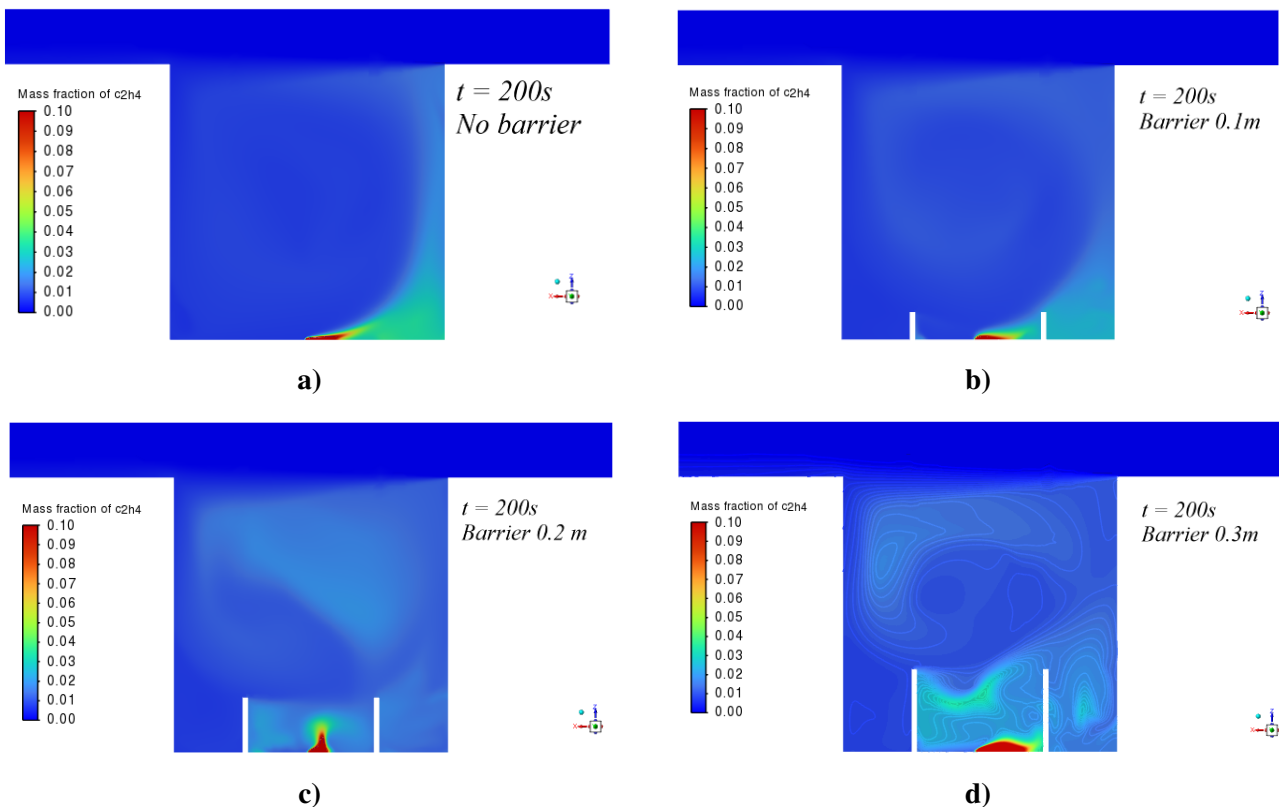 Mass fraction of c2h4
0.10
0.09
0.08
0.07
0.06
0.05
0.04
0.03
0.02
0.01
0.00
t = 200s
No barrier
Z
X
a)
Mass fraction of c2h4
0.10
0.09
0.08
0.07
0.06
0.05
0.04
0.03
0.02
0.01
0.00
t = 200s
Barrier 0.1m
Z
X
b)
Mass fraction of c2h4
0.10
0.09
0.08
0.07
0.06
0.05
0.04
0.03
0.02
0.01
0.00
t = 200s
Barrier 0.2 m
Z
X
c)
Mass fraction of c2h4
0.10
0.09
0.08
0.07
0.06
0.05
0.04
0.03
0.02
0.01
0.00
t = 200s
Barrier 0.3m
Z
X
d)